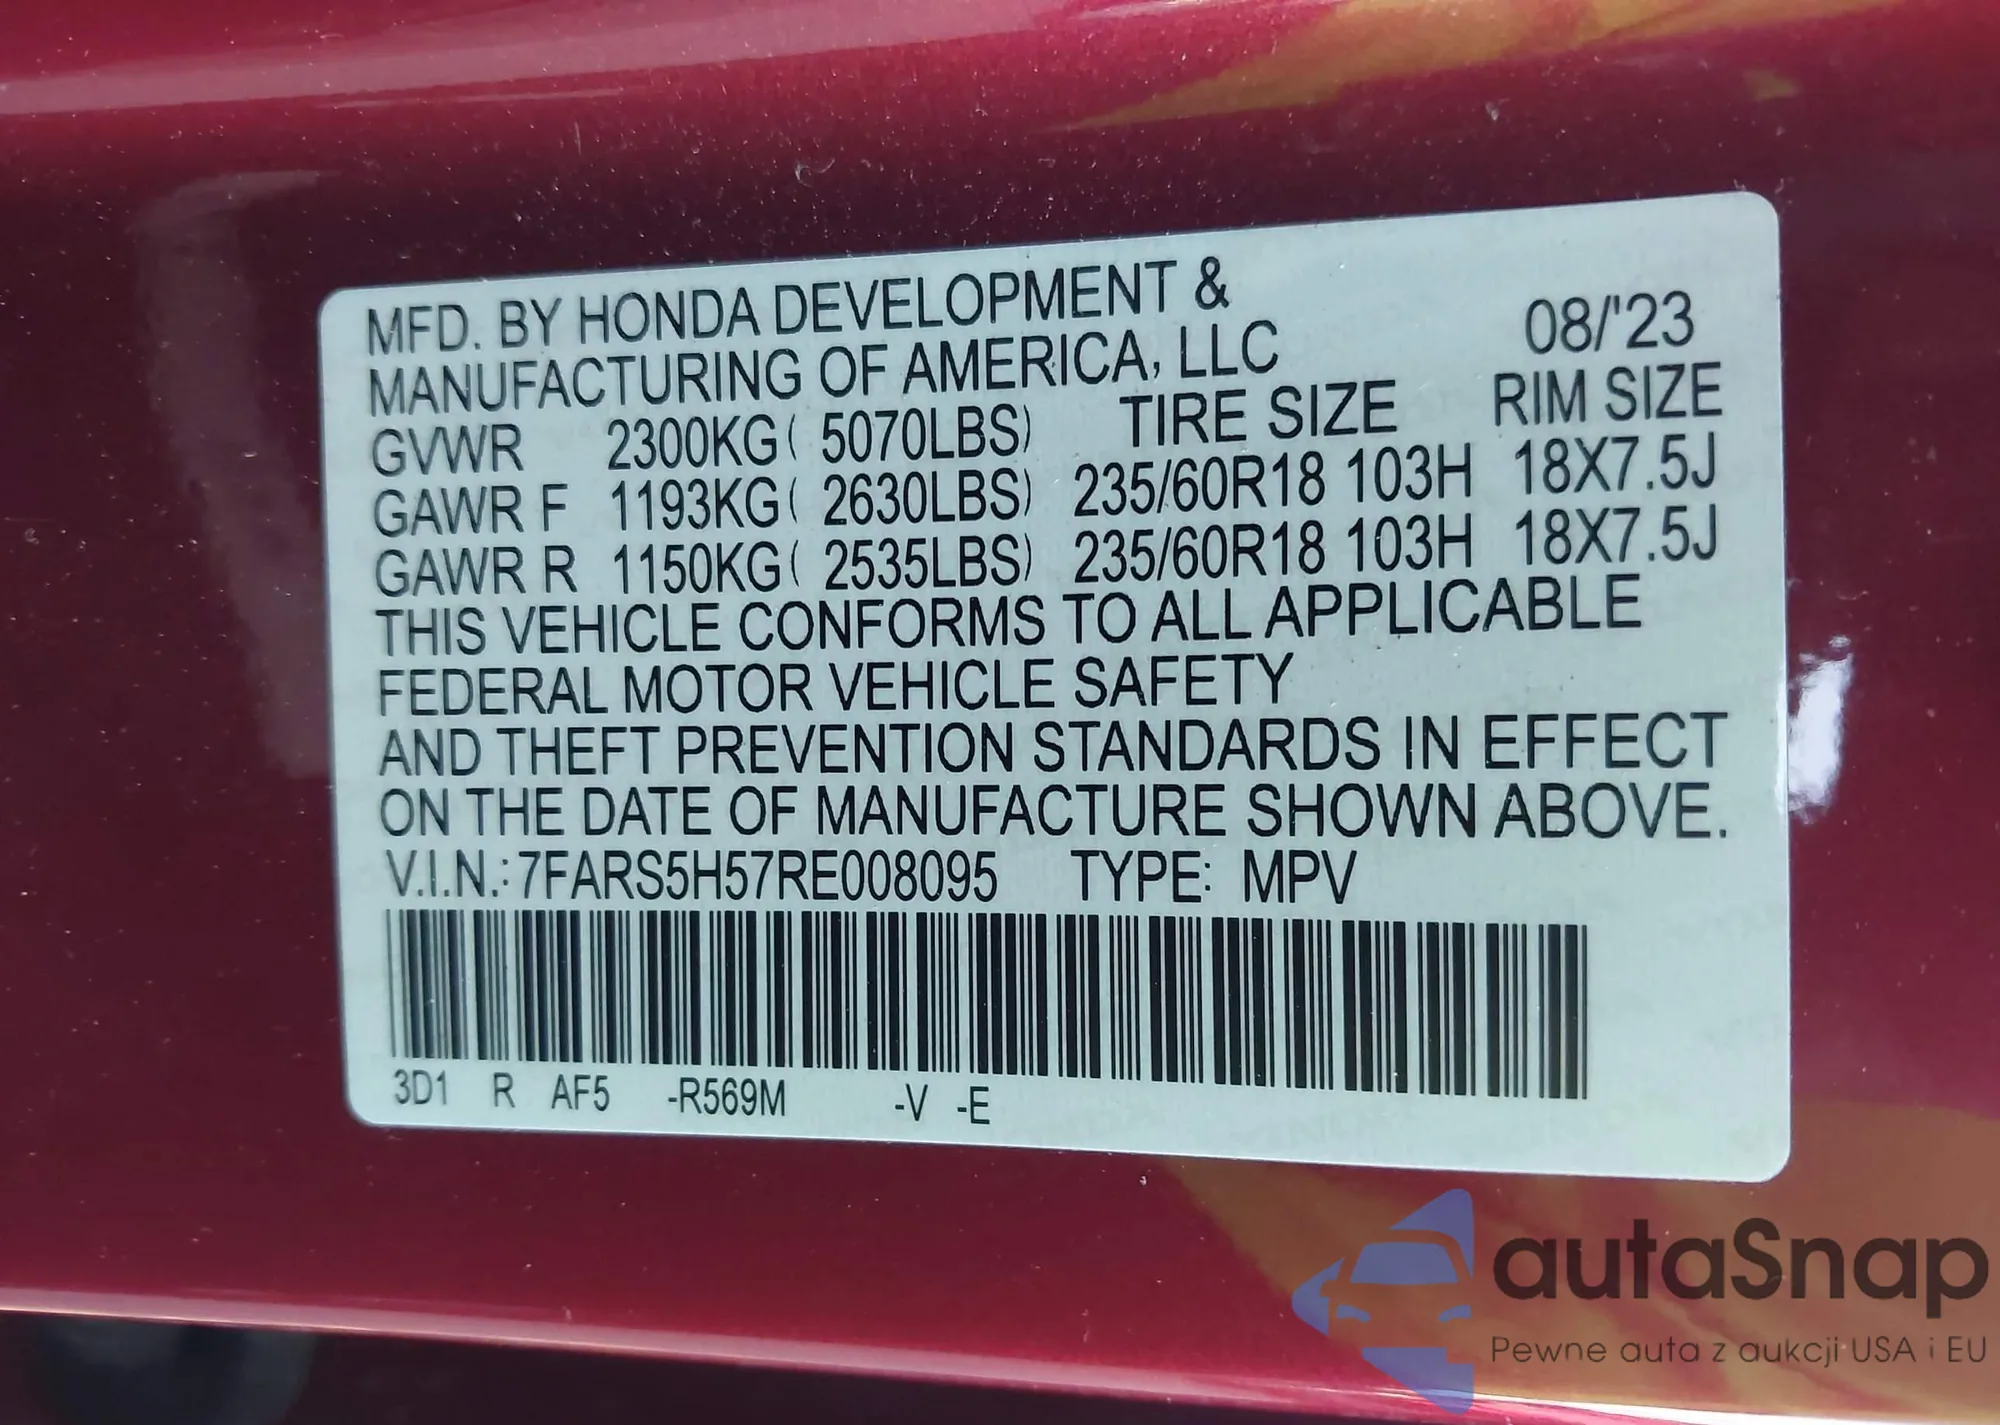 MFD. BY HONDA DEVELOPMENT &
MANUFACTURING OF AMERICA, LLC 08/'23
GVWR 2300KG( 5070LBS) TIRE SIZE RIM SIZE
GAWR F 1193KG( 2630LBS) 235/60R18 103H 18X7.5J
GAWR R 1150KG( 2535LBS) 235/60R18 103H 18X7.5J
THIS VEHICLE CONFORMS TO ALL APPLICABLE
FEDERAL MOTOR VEHICLE SAFETY
AND THEFT PREVENTION STANDARDS IN EFFECT
ON THE DATE OF MANUFACTURE SHOWN ABOVE.
V.I.N.: 7FARS5H57RE008095 TYPE: MPV
3D1 R AF5 -R569M -V -E
autaSnap
Pewne auta z aukcji USA i EU